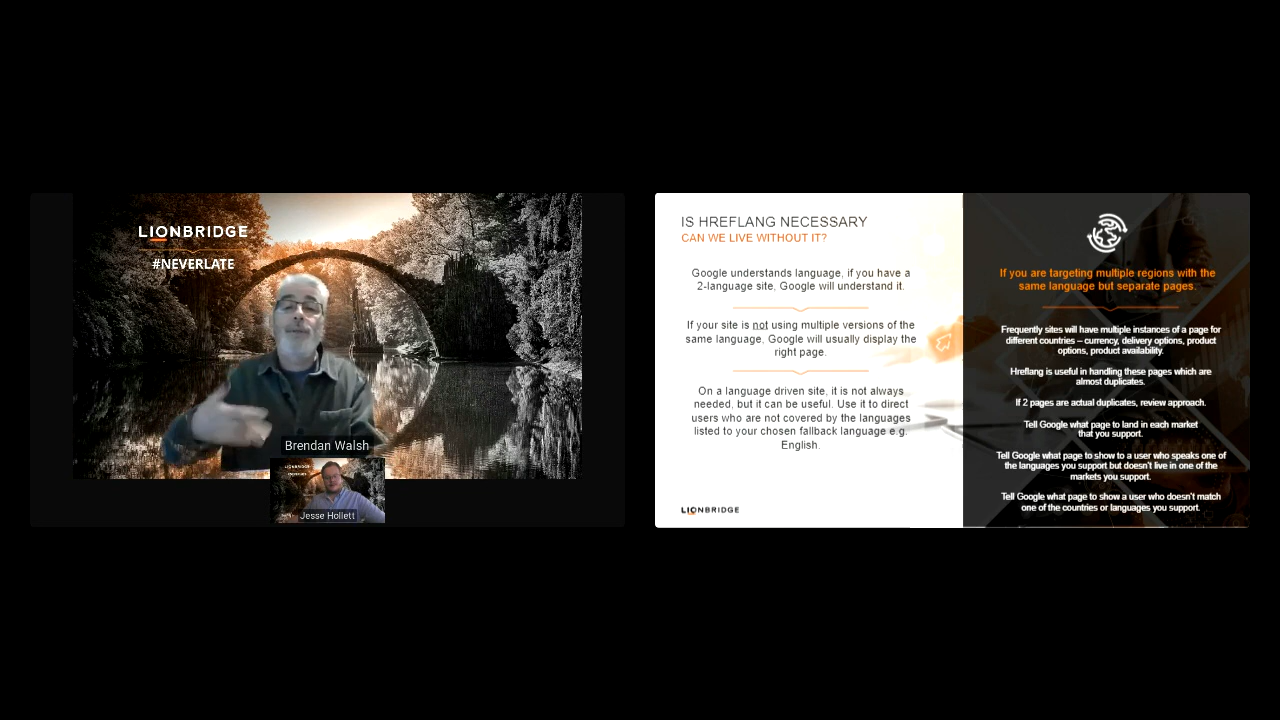 LIONBRIDGE
#NEVERLATE
Brendan Walsh
Jesse Hollett
IS HREFLANG NECESSARY
CAN WE LIVE WITHOUT IT?
Google understands language, if you have a
2-language site. Google will understand it.
If your site is not using multiple versions of the
same language. Google will usually display the
right page.
On a language driven site, it is not always
needed, but it can be useful. Use it to direct
users who are not covered by the languages
listed to your chosen fallback language e.g.
English.
LIONBRIDGE
If you are targeting multiple regions with the
same language but separate pages.
Frequently sites will have multiple instances of a page for
different countries – currency, delivery options, product
options, product availability.
Hreflang is useful in handling these pages which are
almost duplicates.
If 2 pages are actual duplicates, review approach.
Tell Google what page to land in each market
that you support.
Tell Google what page to show to a user who speaks one of
the languages you support but doesn't live in one of the
markets you support.
Tell Google what page to show a user who doesn't match
one of the countries or languages you support.